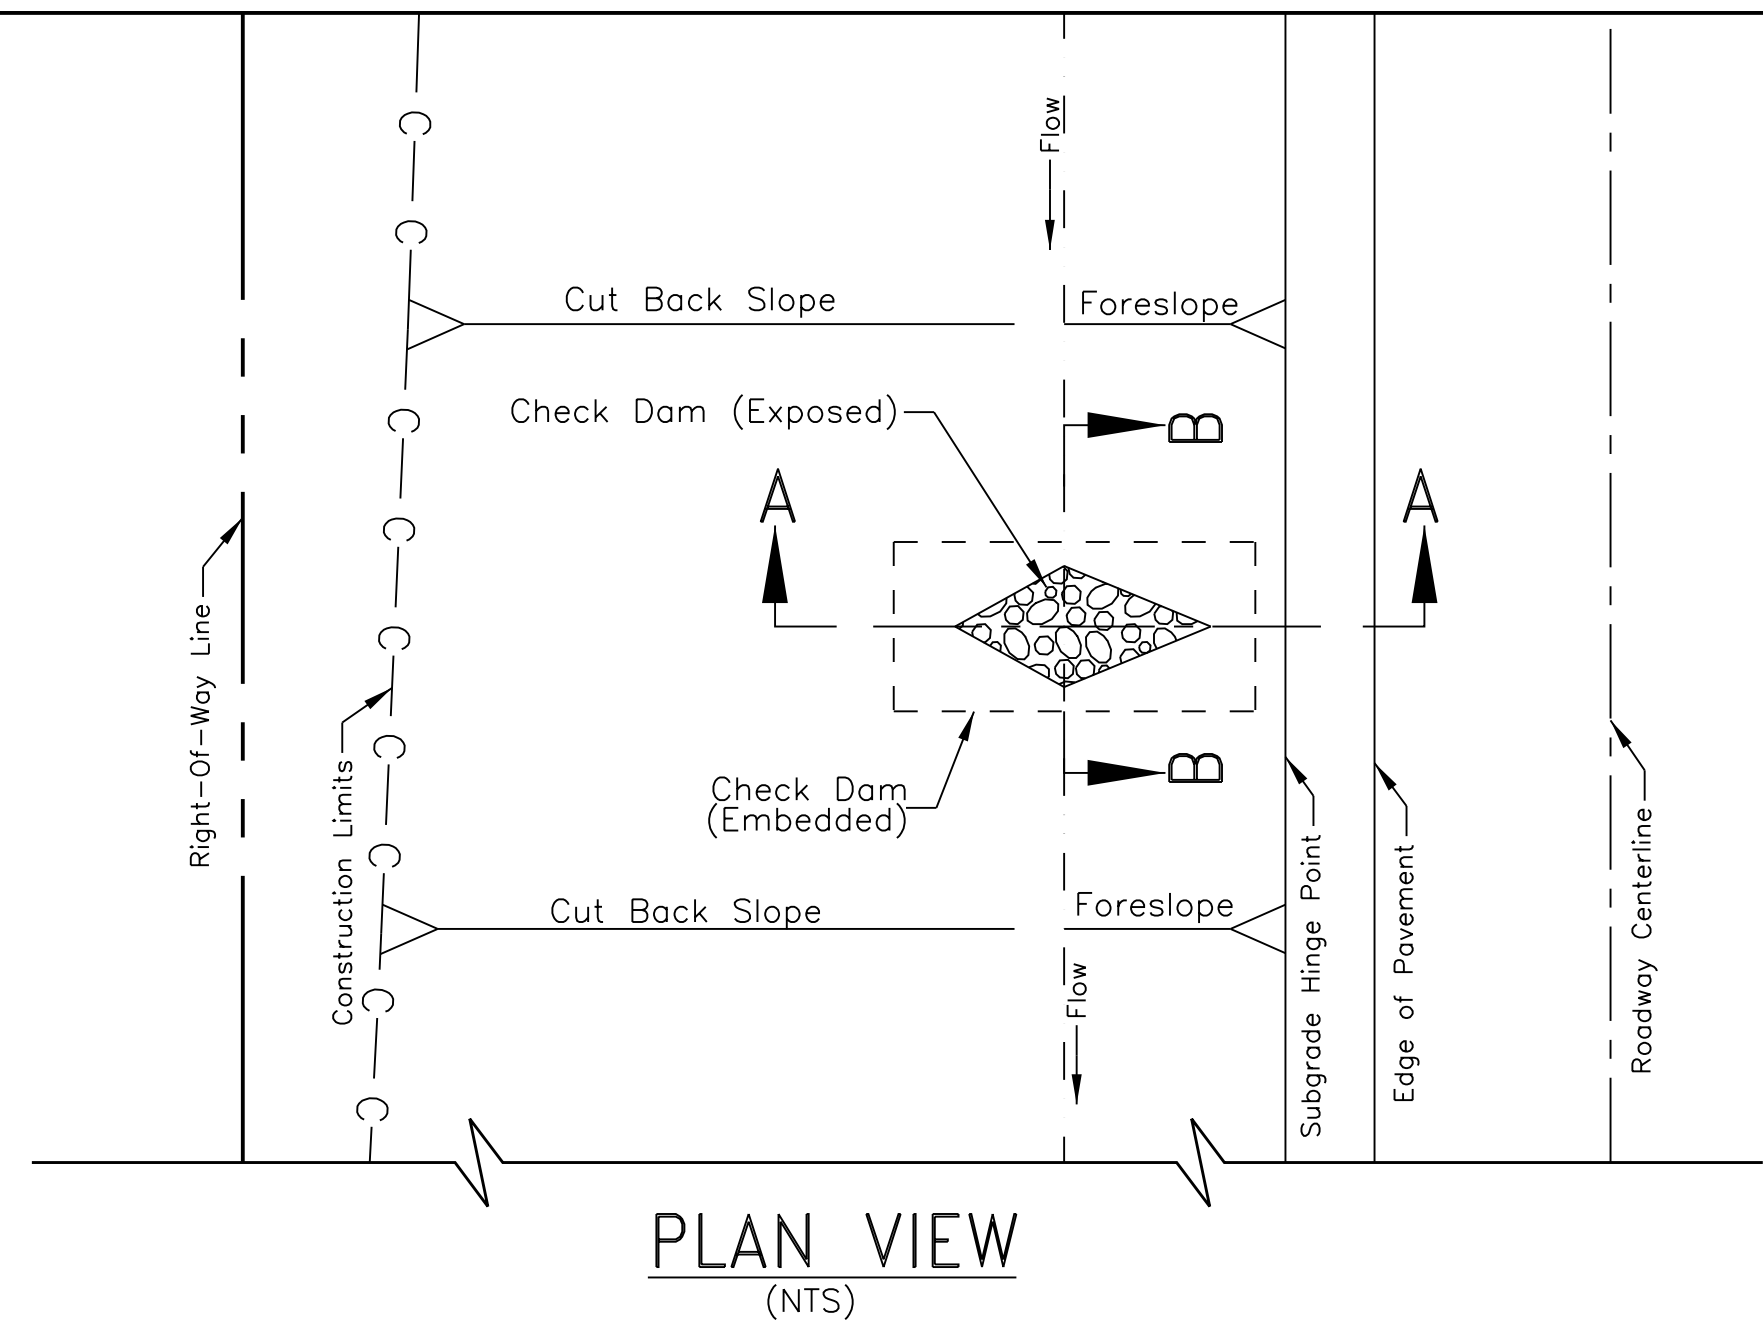 C
Flow
C
Cut Back Slope
Foreslope
Check Dam (Exposed)
B
C
A
A
C
Right-Of-Way Line
C
C
B
Check Dam
(Embedded)
Construction Limits
Subgrade Hinge Point
Edge of Pavement
Roadway Centerline
C
Cut Back Slope
Foreslope
Flow
C
C
PLAN VIEW
(NTS)